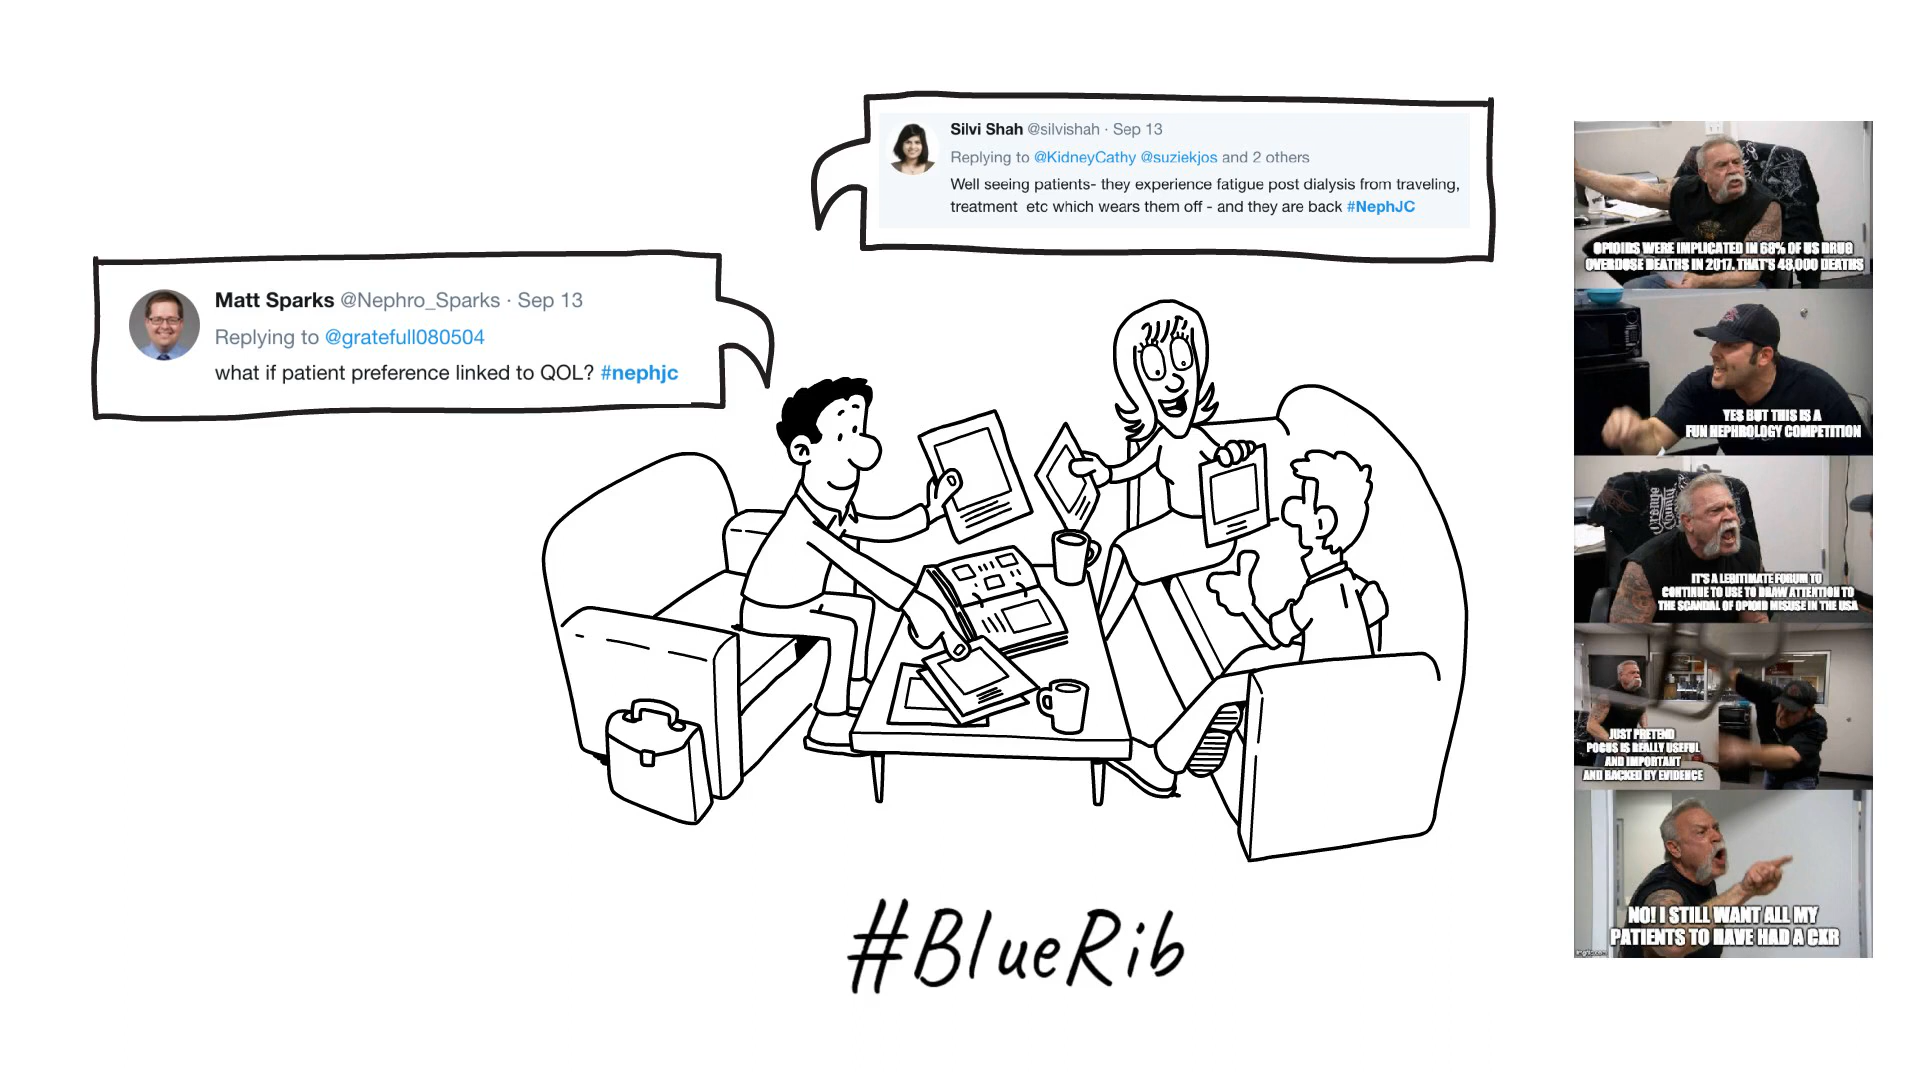 Silvi Shah @silvishah · Sep 13
Replying to @KidneyCathy @suziekjos and 2 others
Well seeing patients- they experience fatigue post dialysis from traveling,
treatment etc which wears them off - and they are back #NephJC
Matt Sparks @Nephro_Sparks · Sep 13
Replying to @gratefull080504
what if patient preference linked to QOL? #nephjc
#BlueRib
OPIOIDS WERE IMPLICATED IN 68% OF US DRUG
OVERDOSE DEATHS IN 2017. THAT'S 48,000 DEATHS
YES BUT THIS IS A
FUN NEPHROLOGY COMPETITION
Orange
County
IT'S A LEGITIMATE FORUM TO
CONTINUE TO USE TO DRAW ATTENTION TO
THE SCANDAL OF OPIOID MISUSE IN THE USA
JUST PRETEND
POCUS IS REALLY USEFUL
AND IMPORTANT
AND BACKED BY EVIDENCE
NO! I STILL WANT ALL MY
PATIENTS TO HAVE HAD A CXR